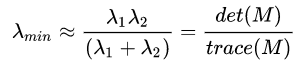 λ_min ≈ λ₁λ₂ / (λ₁ + λ₂) = det(M) / trace(M)